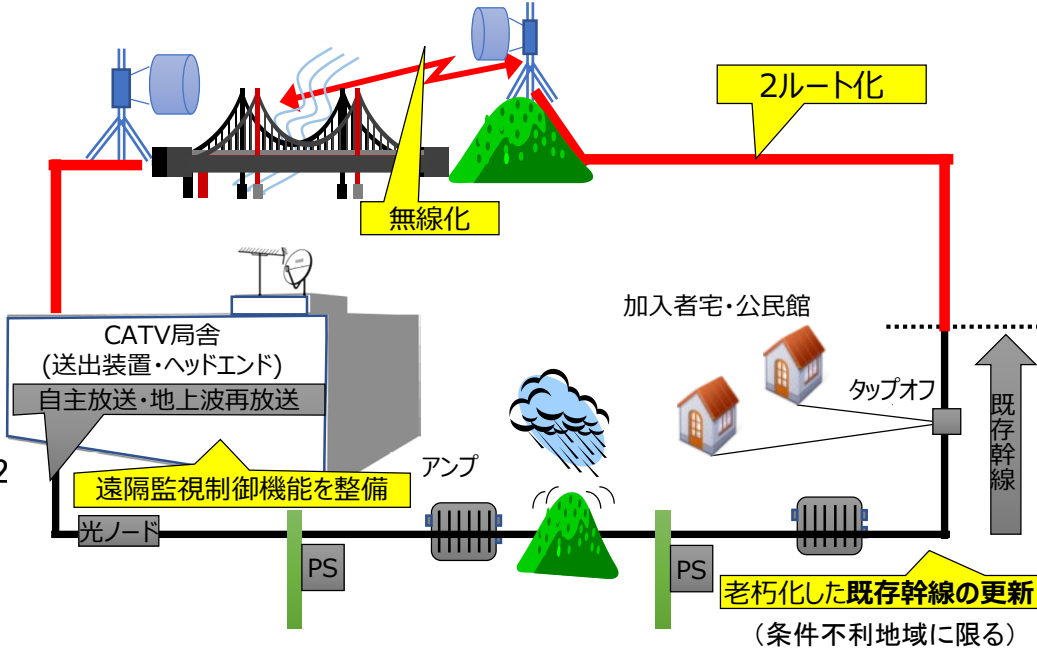 2ルート化
無線化
加入者宅・公民館
CATV局舎
(送出装置・ヘッドエンド)
自主放送・地上波再放送
タップオフ
既存幹線
2
アンプ
遠隔監視制御機能を整備
光ノード
PS
PS
老朽化した既存幹線の更新
（条件不利地域に限る）